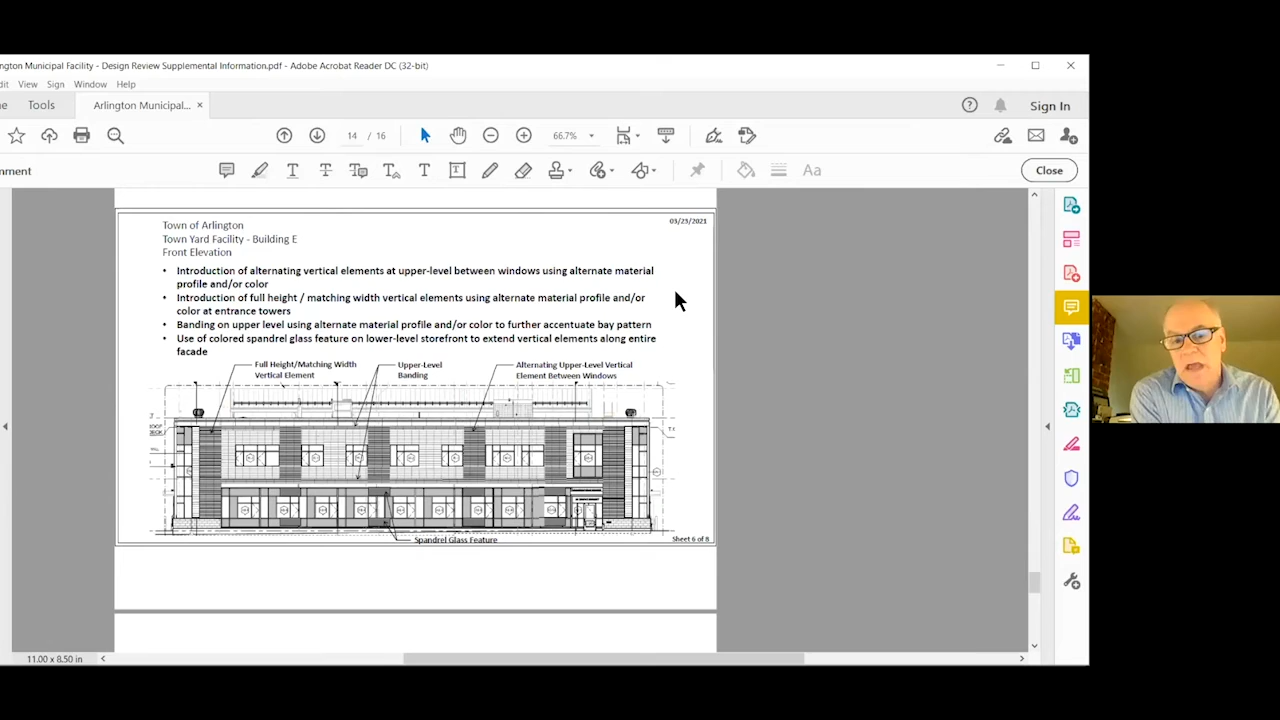 ngton Municipal Facility - Design Review Supplemental Information.pdf - Adobe Acrobat Reader DC (32-bit)
dit View Sign Window Help
ne Tools Arlington Municipal... × Sign In
14 / 16 66.7%
mment Aa Close
03/23/2021
Town of Arlington
Town Yard Facility - Building E
Front Elevation
• Introduction of alternating vertical elements at upper-level between windows using alternate material
profile and/or color
• Introduction of full height / matching width vertical elements using alternate material profile and/or
color at entrance towers
• Banding on upper level using alternate material profile and/or color to further accentuate bay pattern
• Use of colored spandrel glass feature on lower-level storefront to extend vertical elements along entire
facade
Full Height/Matching Width
Vertical Element
Upper-Level
Banding
Alternating Upper-Level Vertical
Element Between Windows
Spandrel Glass Feature
Sheet 6 of 8
11.00 x 8.50 in